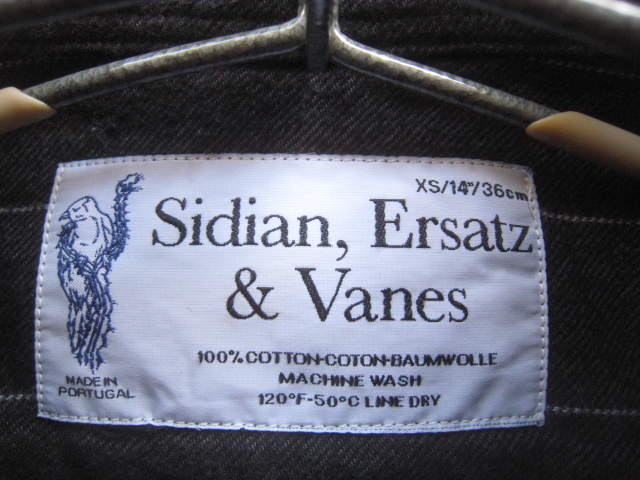 XS/14"/36cm
Sidian, Ersatz
& Vanes
100% COTTON-COTON-BAUMWOLLE
MACHINE WASH
120°F-50°C LINE DRY
MADE IN
PORTUGAL